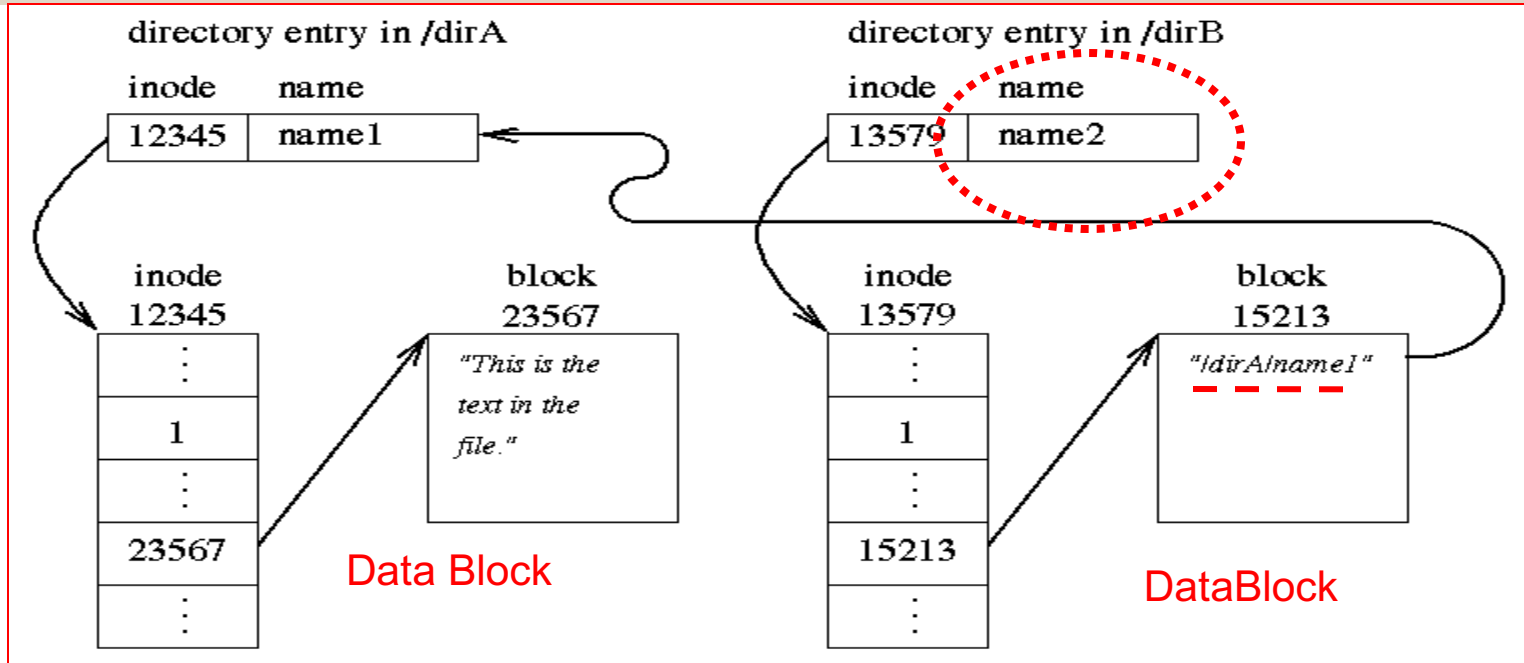 directory entry in /dirA
inode name
12345 name1
inode
12345
⋮
1
⋮
23567
⋮
block
23567
"This is the
text in the
file."
Data Block
directory entry in /dirB
inode name
13579 name2
inode
13579
⋮
1
⋮
15213
⋮
block
15213
"/dirA/name1"
DataBlock